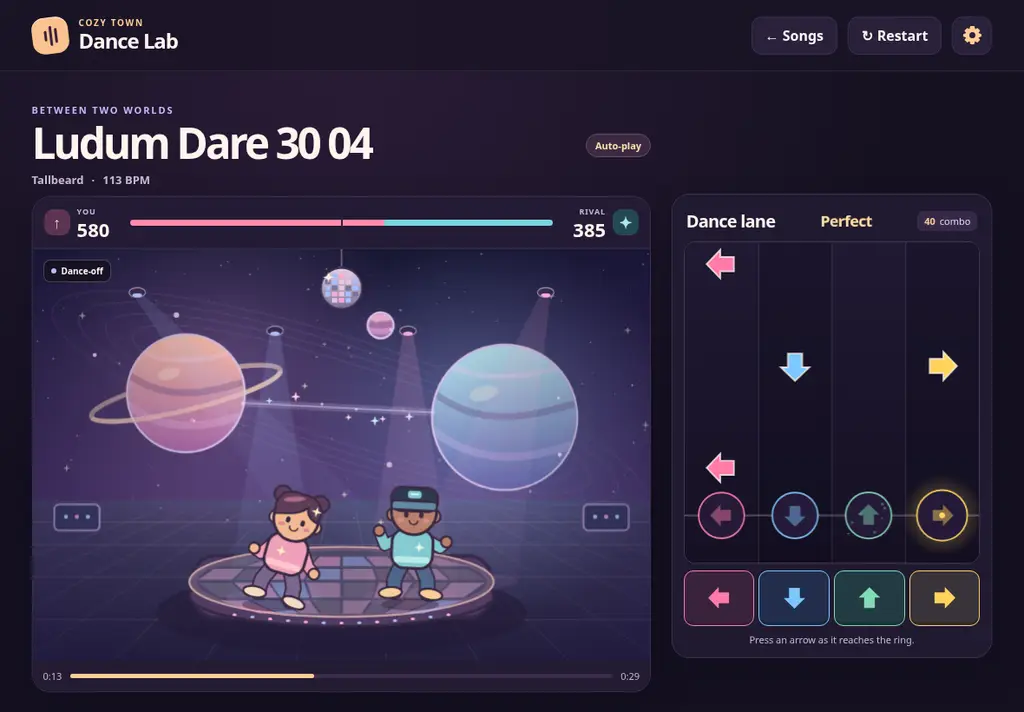 COZY TOWN
Dance Lab
← Songs
↻ Restart
BETWEEN TWO WORLDS
Ludum Dare 30 04
Auto-play
Tallbeard · 113 BPM
YOU
580
RIVAL
385
Dance-off
0:13
0:29
Dance lane
Perfect
40 combo
Press an arrow as it reaches the ring.